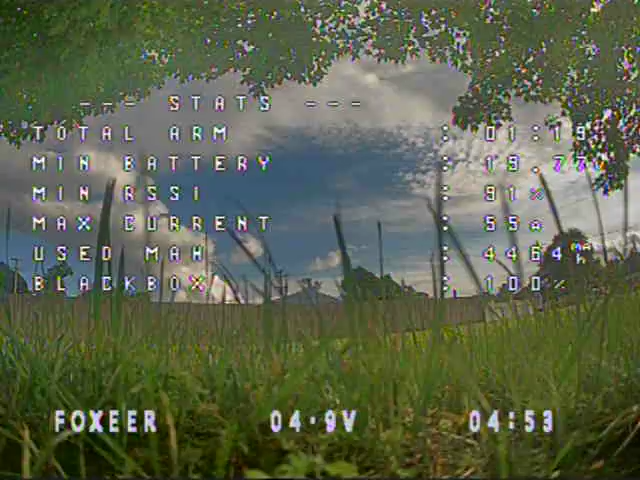 --- STATS ---
TOTAL ARM : 01:19
MIN BATTERY : 19.77
MIN RSSI : 91%
MAX CURRENT : 55A
USED MAH : 4464 mAh
BLACKBOX : 100%
FOXEER 04.9V 04:53